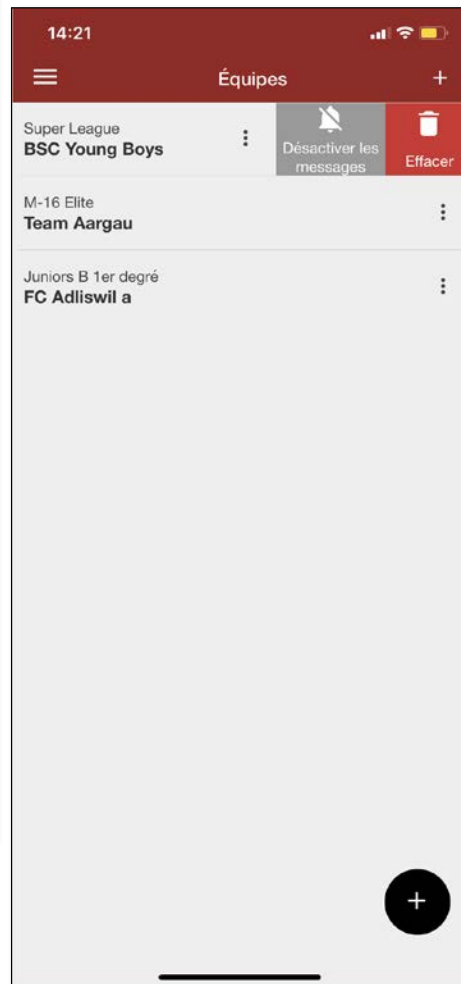 14:21
Équipes
Super League
BSC Young Boys
Désactiver les
messages
Effacer
M-16 Elite
Team Aargau
Juniors B 1er degré
FC Adliswil a